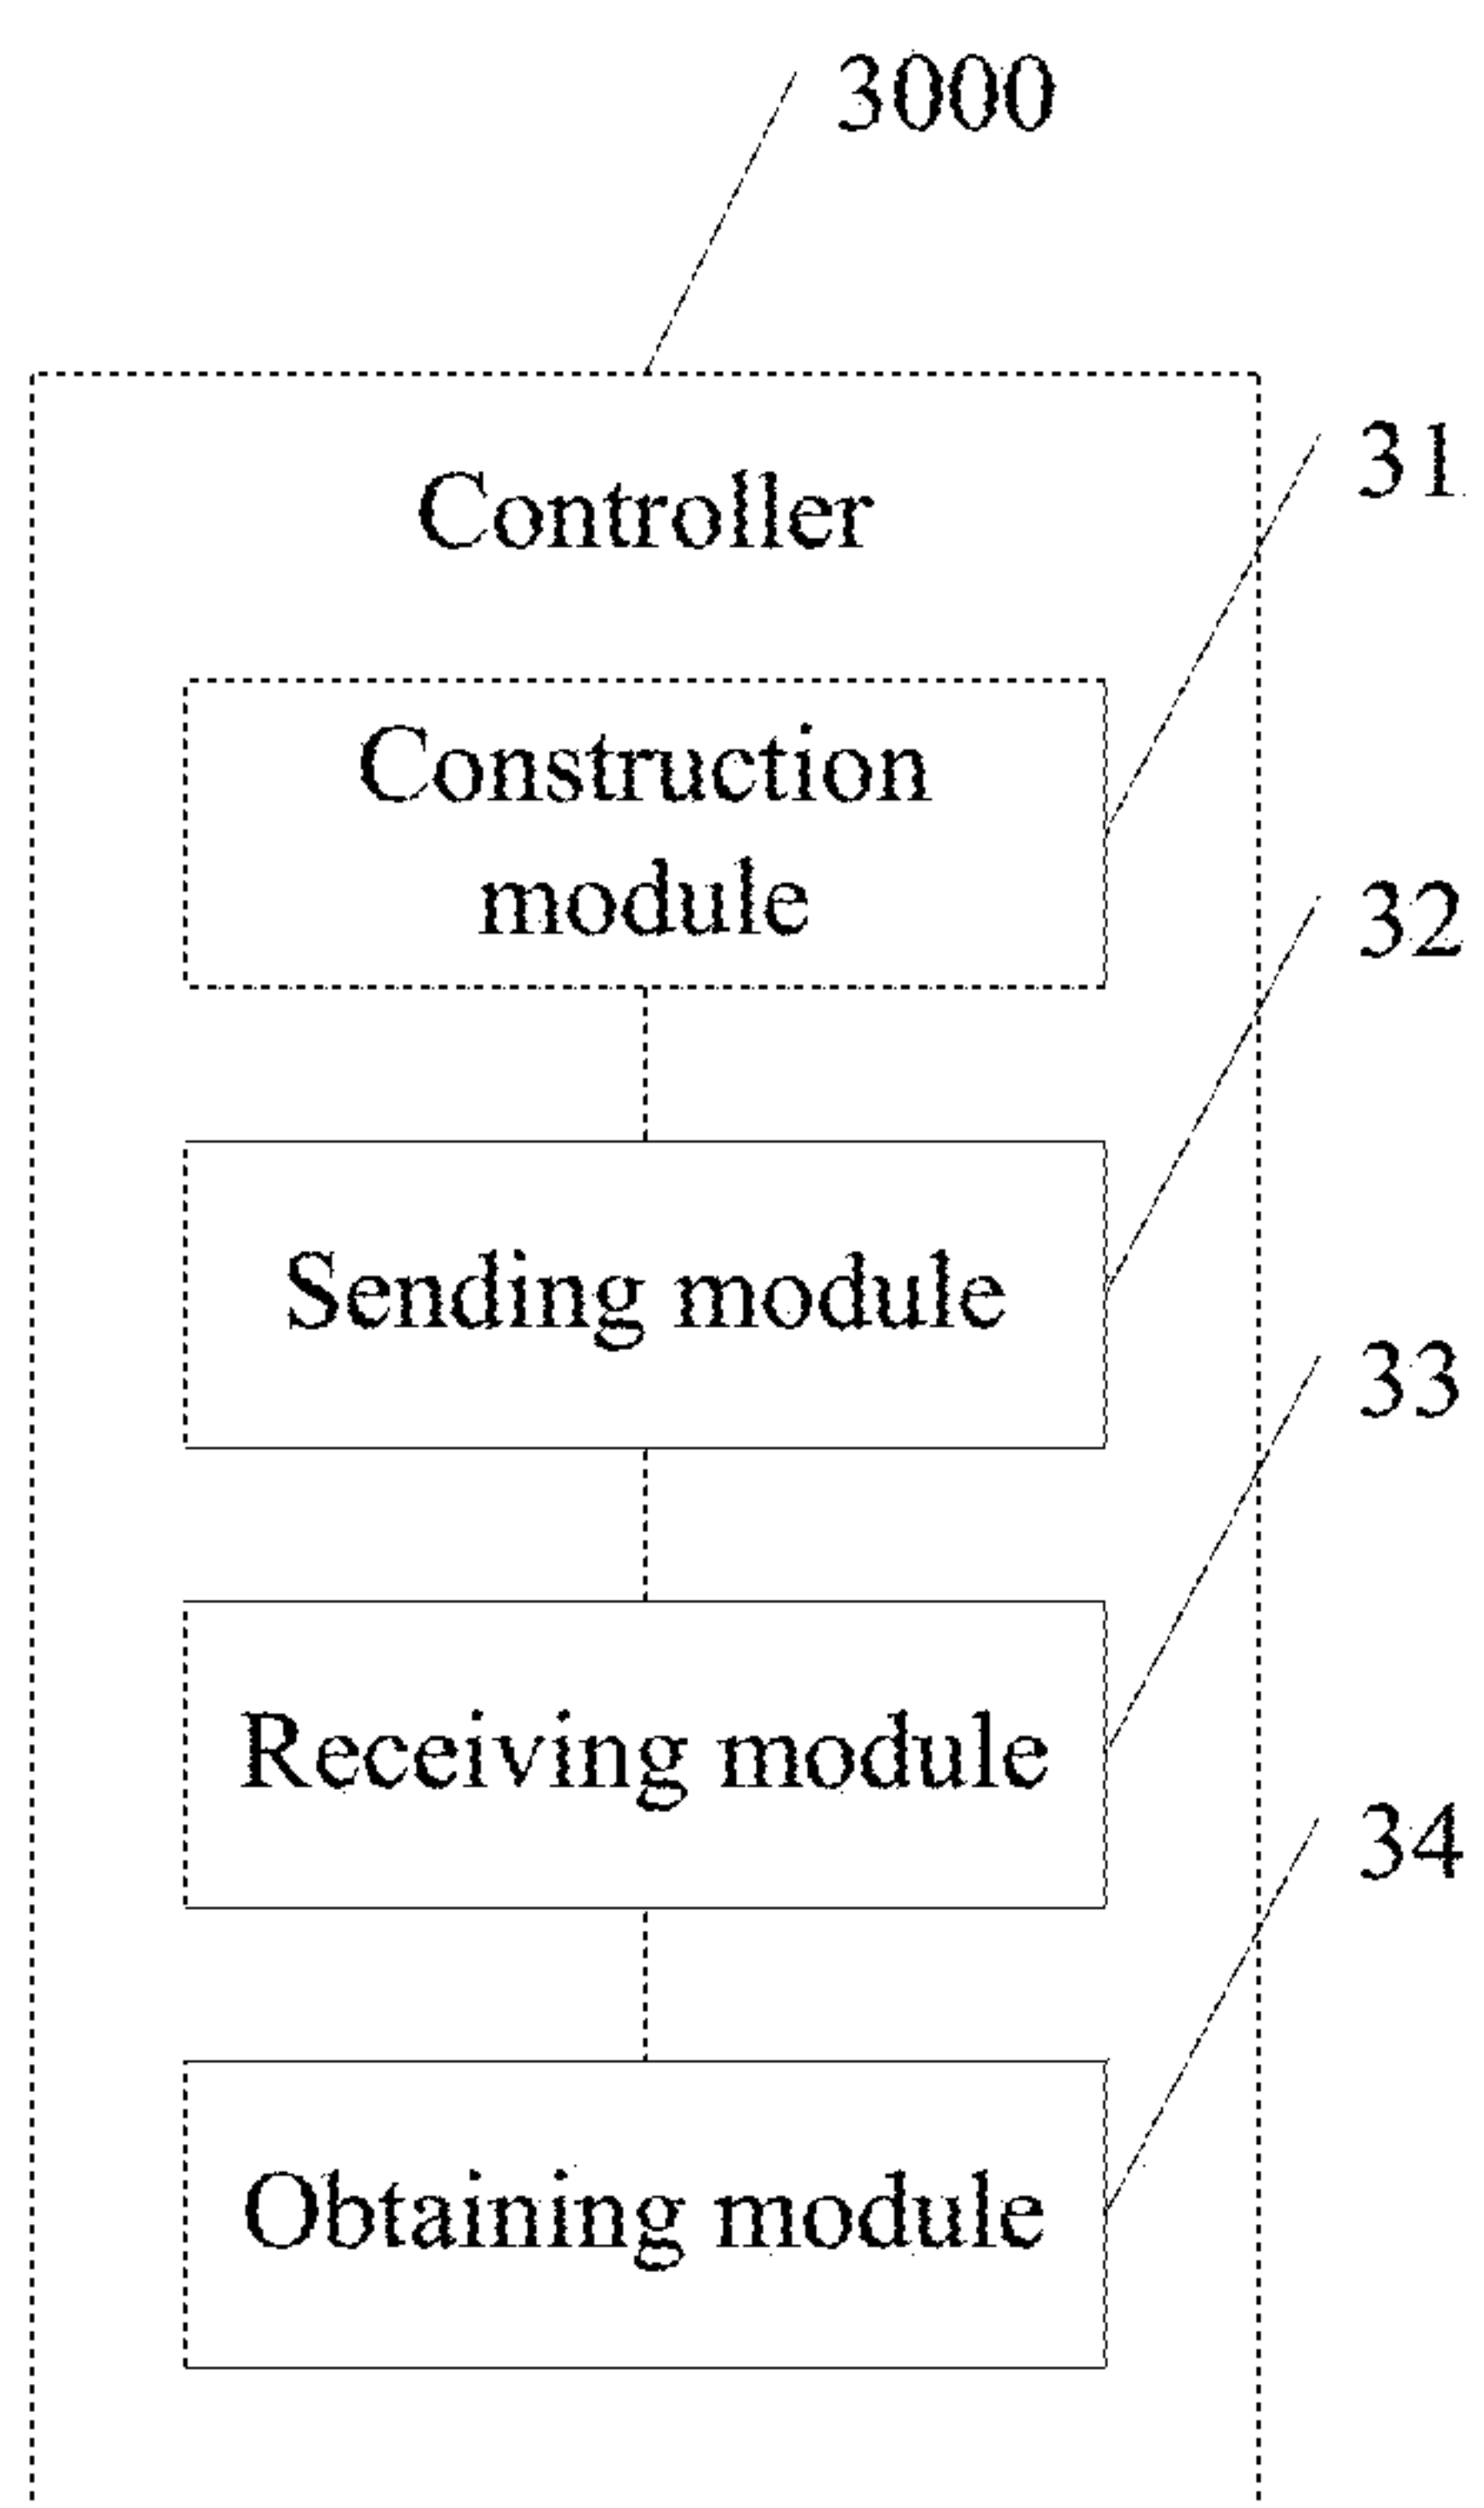 3000
Controller
31
Construction
module
32
Sending module
33
Receiving module
34
Obtaining module